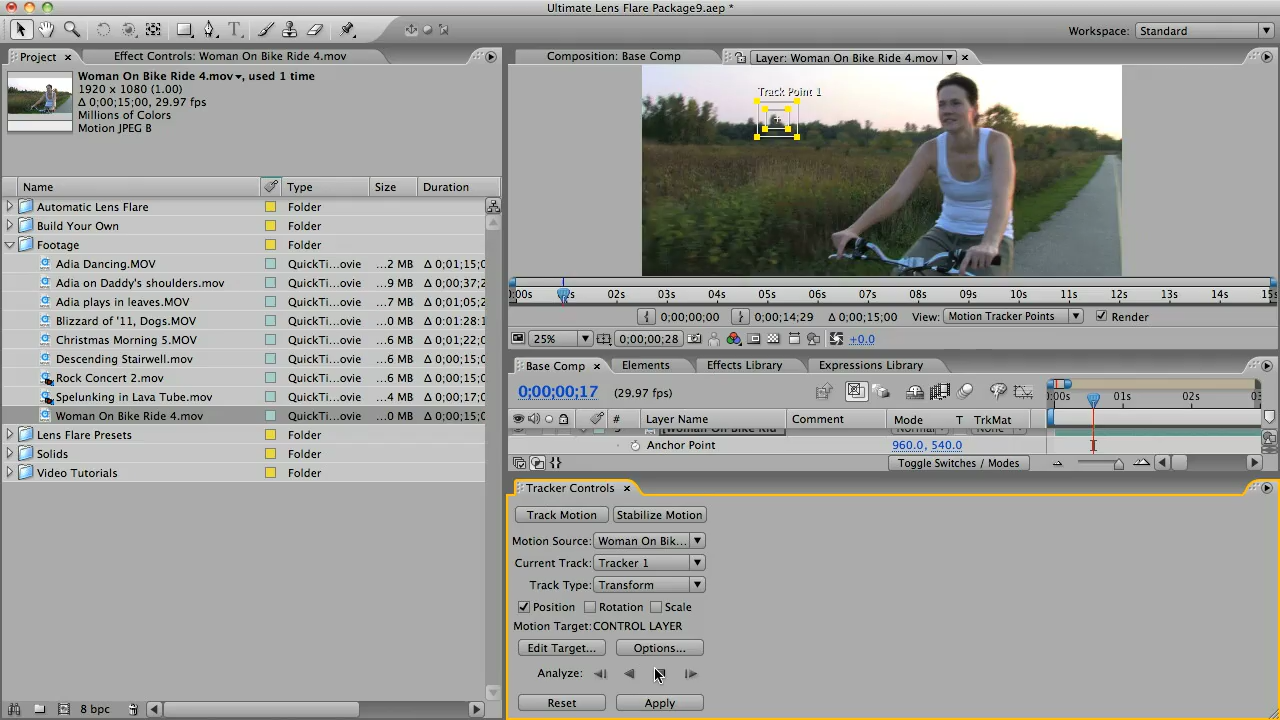 Ultimate Lens Flare Package9.aep *
Workspace: Standard
Project
Effect Controls: Woman On Bike Ride 4.mov
Woman On Bike Ride 4.mov, used 1 time
1920 x 1080 (1.00)
Δ 0;00;15;00, 29.97 fps
Millions of Colors
Motion JPEG B
Name Type Size Duration
Automatic Lens Flare Folder
Build Your Own Folder
Footage Folder
Adia Dancing.MOV QuickTi...ovie ...2 MB Δ 0;01;15;0
Adia on Daddy's shoulders.mov QuickTi...ovie ...9 MB Δ 0;00;37;2
Adia plays in leaves.MOV QuickTi...ovie ...7 MB Δ 0;01;05;2
Blizzard of '11, Dogs.MOV QuickTi...ovie ...0 MB Δ 0:01:28:1
Christmas Morning 5.MOV QuickTi...ovie ...6 MB Δ 0;01;22;0
Descending Stairwell.mov QuickTi...ovie ...6 MB Δ 0;00;15;0
Rock Concert 2.mov QuickTi...ovie ...6 MB Δ 0;00;15;0
Spelunking in Lava Tube.mov QuickTi...ovie ...4 MB Δ 0;00;17;0
Woman On Bike Ride 4.mov QuickTi...ovie ...0 MB Δ 0;00;15;0
Lens Flare Presets Folder
Solids Folder
Video Tutorials Folder
8 bpc
Composition: Base Comp
Layer: Woman On Bike Ride 4.mov
Track Point 1
:00s 02s 03s 04s 05s 06s 07s 08s 09s 10s 11s 12s 13s 14s 15s
0;00;00;00 0;00;14;29 Δ 0;00;15;00 View: Motion Tracker Points Render
25% 0;00;00;28 +0.0
Base Comp Elements Effects Library Expressions Library
0;00;00;17 (29.97 fps)
:00s 01s 02s
# Layer Name Comment Mode T TrkMat
Anchor Point 960.0, 540.0
Toggle Switches / Modes
Tracker Controls
Track Motion Stabilize Motion
Motion Source: Woman On Bik...
Current Track: Tracker 1
Track Type: Transform
Position Rotation Scale
Motion Target: CONTROL LAYER
Edit Target... Options...
Analyze:
Reset Apply